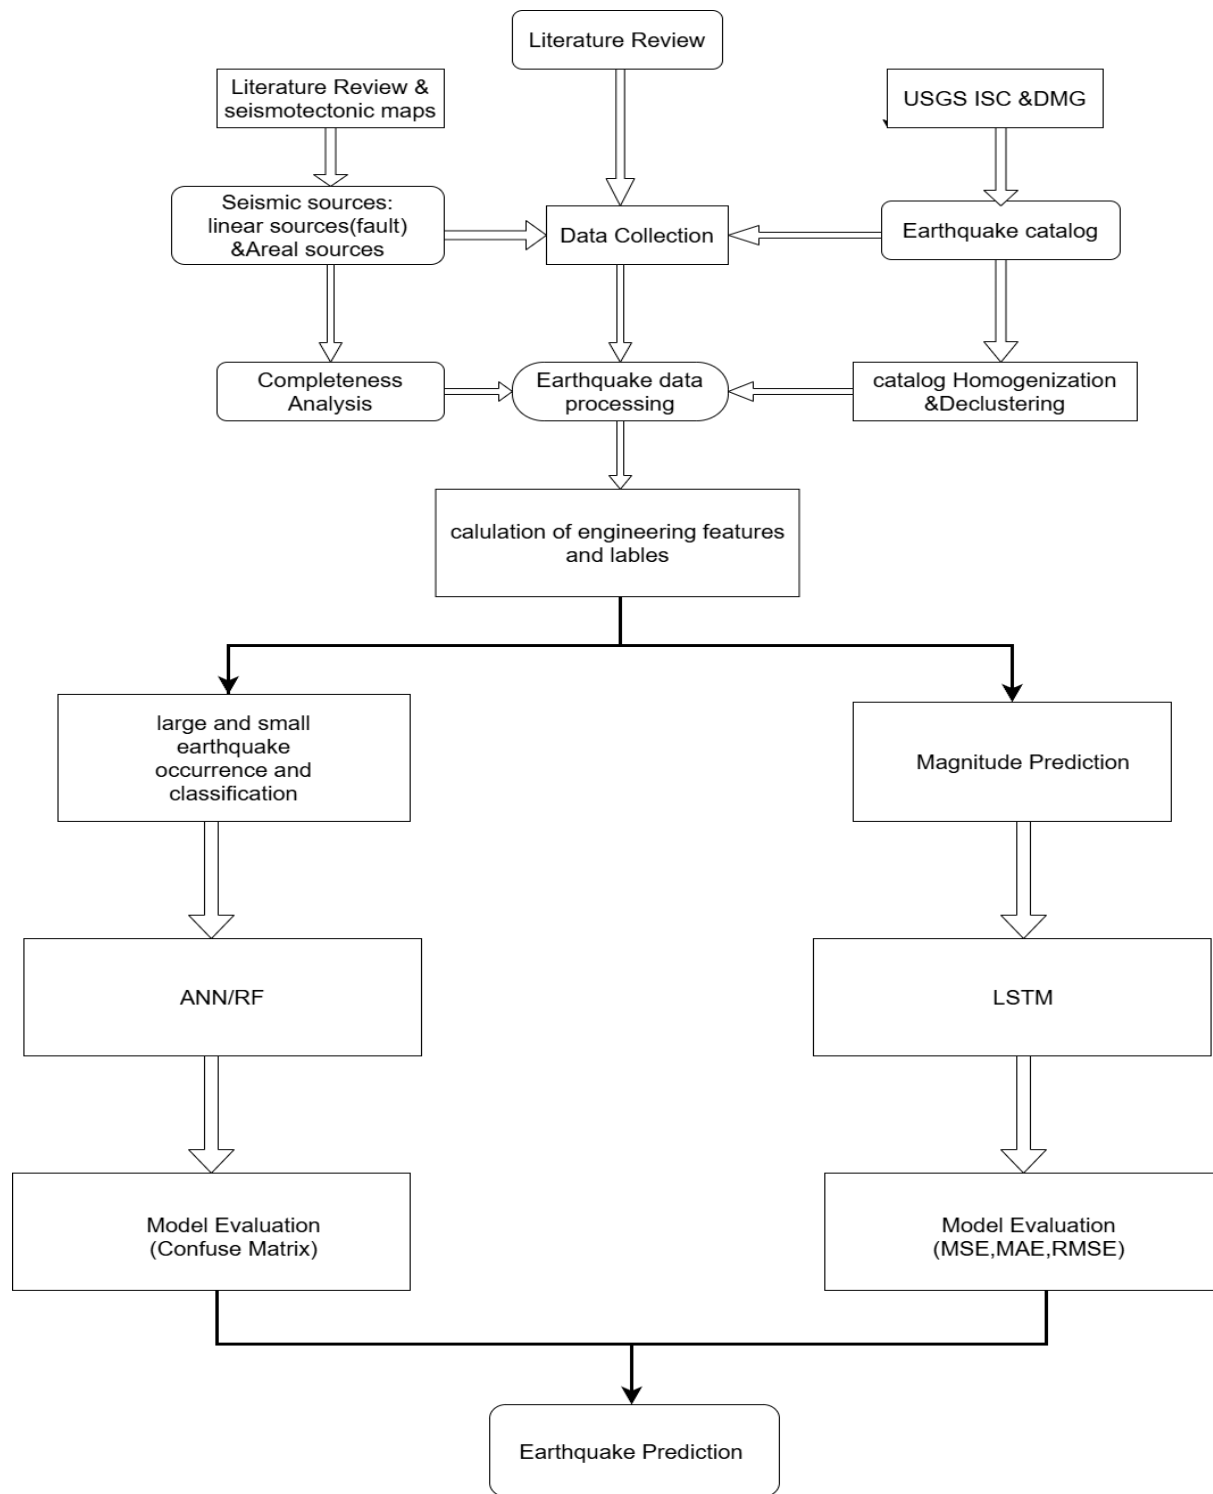 Literature Review
Literature Review &
seismotectonic maps
USGS ISC &DMG
Seismic sources:
linear sources(fault)
&Areal sources
Data Collection
Earthquake catalog
Completeness
Analysis
Earthquake data
processing
catalog Homogenization
&Declustering
calulation of engineering features
and lables
large and small
earthquake
occurrence and
classification
Magnitude Prediction
ANN/RF
LSTM
Model Evaluation
(Confuse Matrix)
Model Evaluation
(MSE,MAE,RMSE)
Earthquake Prediction